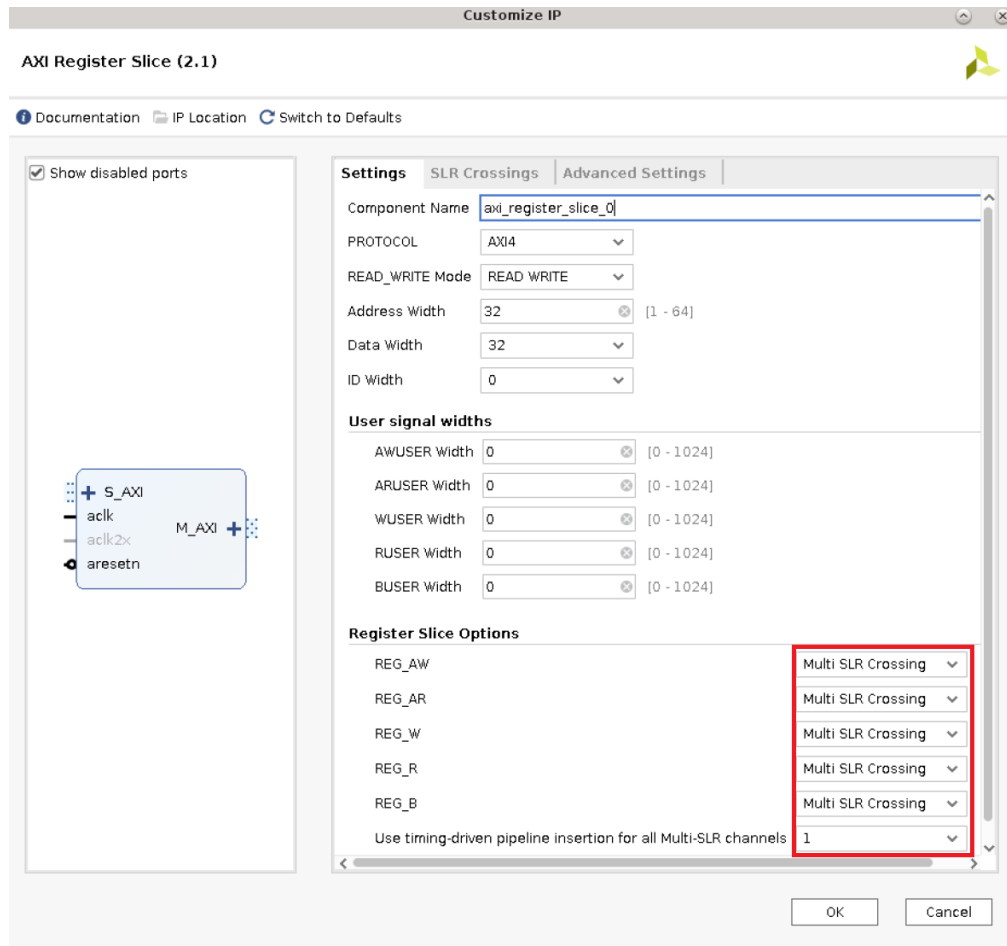 Customize IP
AXI Register Slice (2.1)
Documentation IP Location Switch to Defaults
Show disabled ports
S_AXI
aclk
M_AXI
aclk2x
aresetn
Settings SLR Crossings Advanced Settings
Component Name axi_register_slice_0
PROTOCOL AXI4
READ_WRITE Mode READ WRITE
Address Width 32 [1 - 64]
Data Width 32
ID Width 0
User signal widths
AWUSER Width 0 [0 - 1024]
ARUSER Width 0 [0 - 1024]
WUSER Width 0 [0 - 1024]
RUSER Width 0 [0 - 1024]
BUSER Width 0 [0 - 1024]
Register Slice Options
REG_AW Multi SLR Crossing
REG_AR Multi SLR Crossing
REG_W Multi SLR Crossing
REG_R Multi SLR Crossing
REG_B Multi SLR Crossing
Use timing-driven pipeline insertion for all Multi-SLR channels 1
OK Cancel